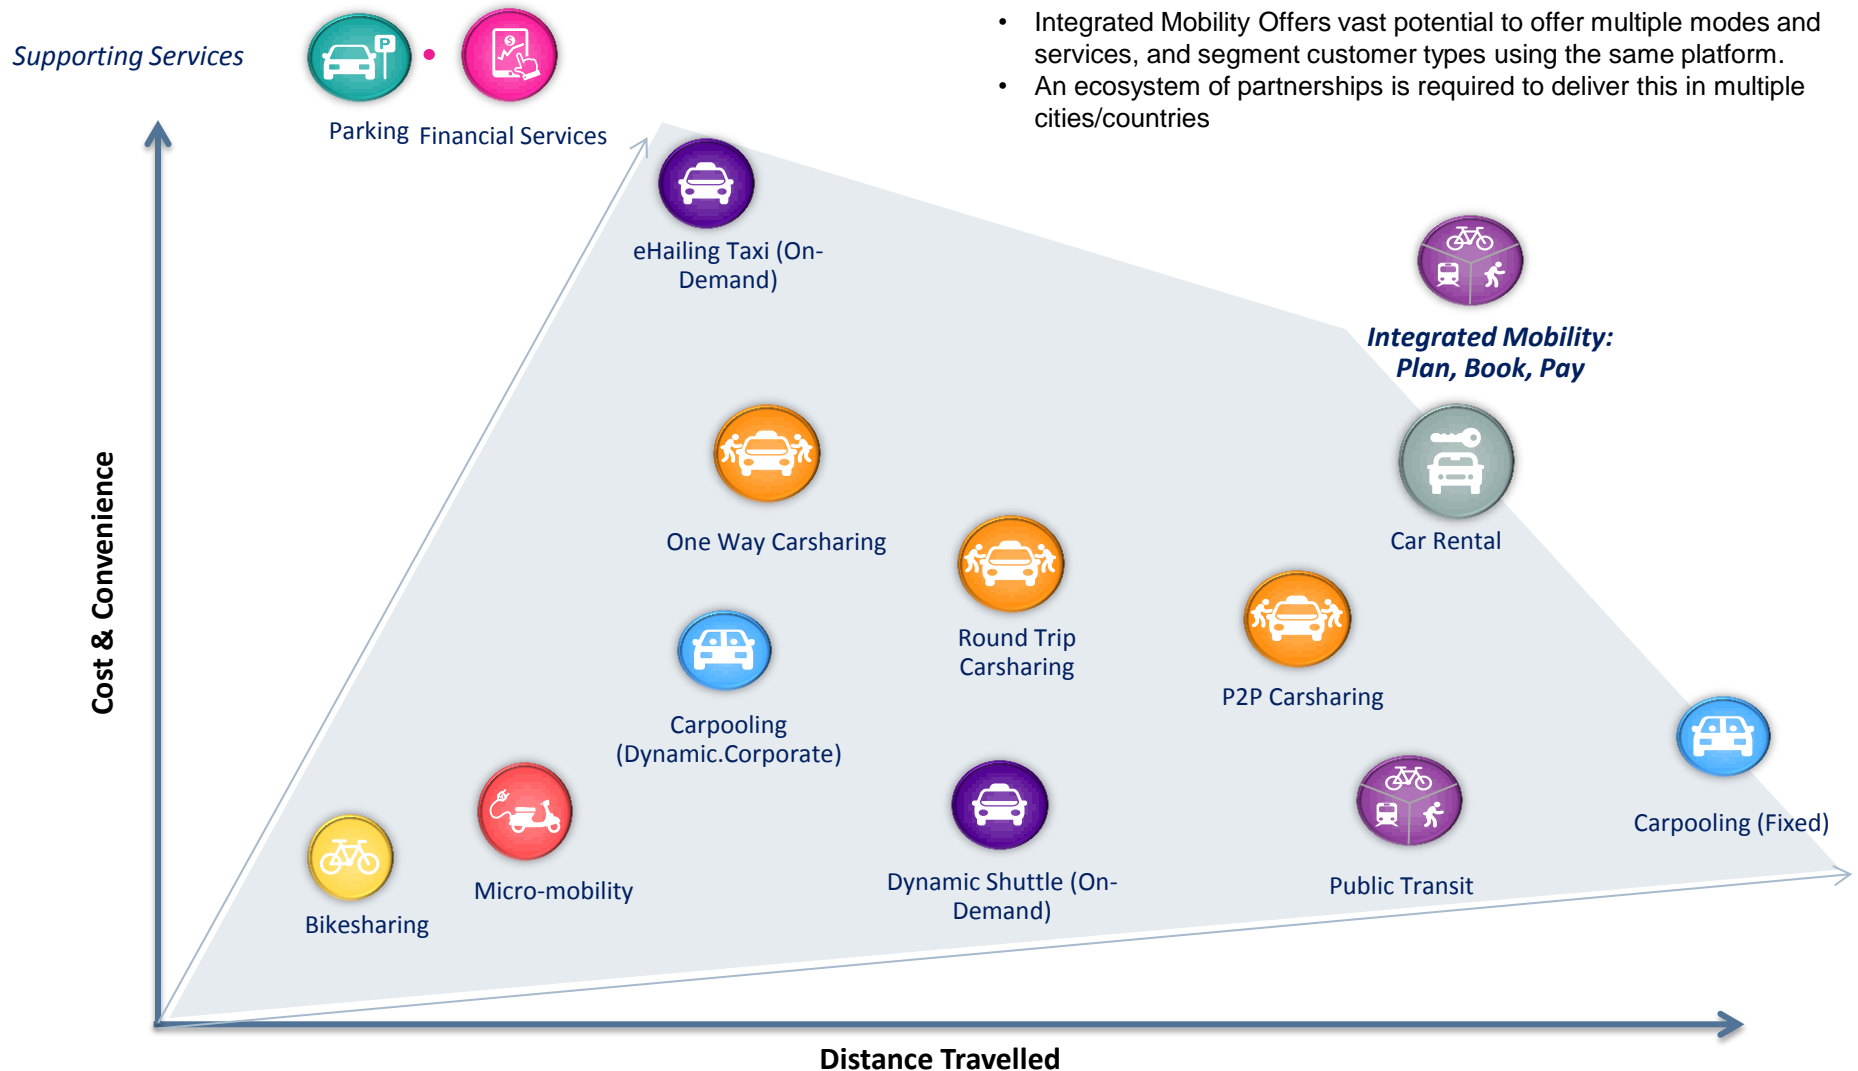 Supporting Services
Parking
Financial Services
• Integrated Mobility Offers vast potential to offer multiple modes and
services, and segment customer types using the same platform.
• An ecosystem of partnerships is required to deliver this in multiple
cities/countries
eHailing Taxi (On-
Demand)
Integrated Mobility:
Plan, Book, Pay
One Way Carsharing
Car Rental
Round Trip
Carsharing
P2P Carsharing
Carpooling
(Dynamic.Corporate)
Carpooling (Fixed)
Micro-mobility
Bikesharing
Dynamic Shuttle (On-
Demand)
Public Transit
Cost & Convenience
Distance Travelled
P
$